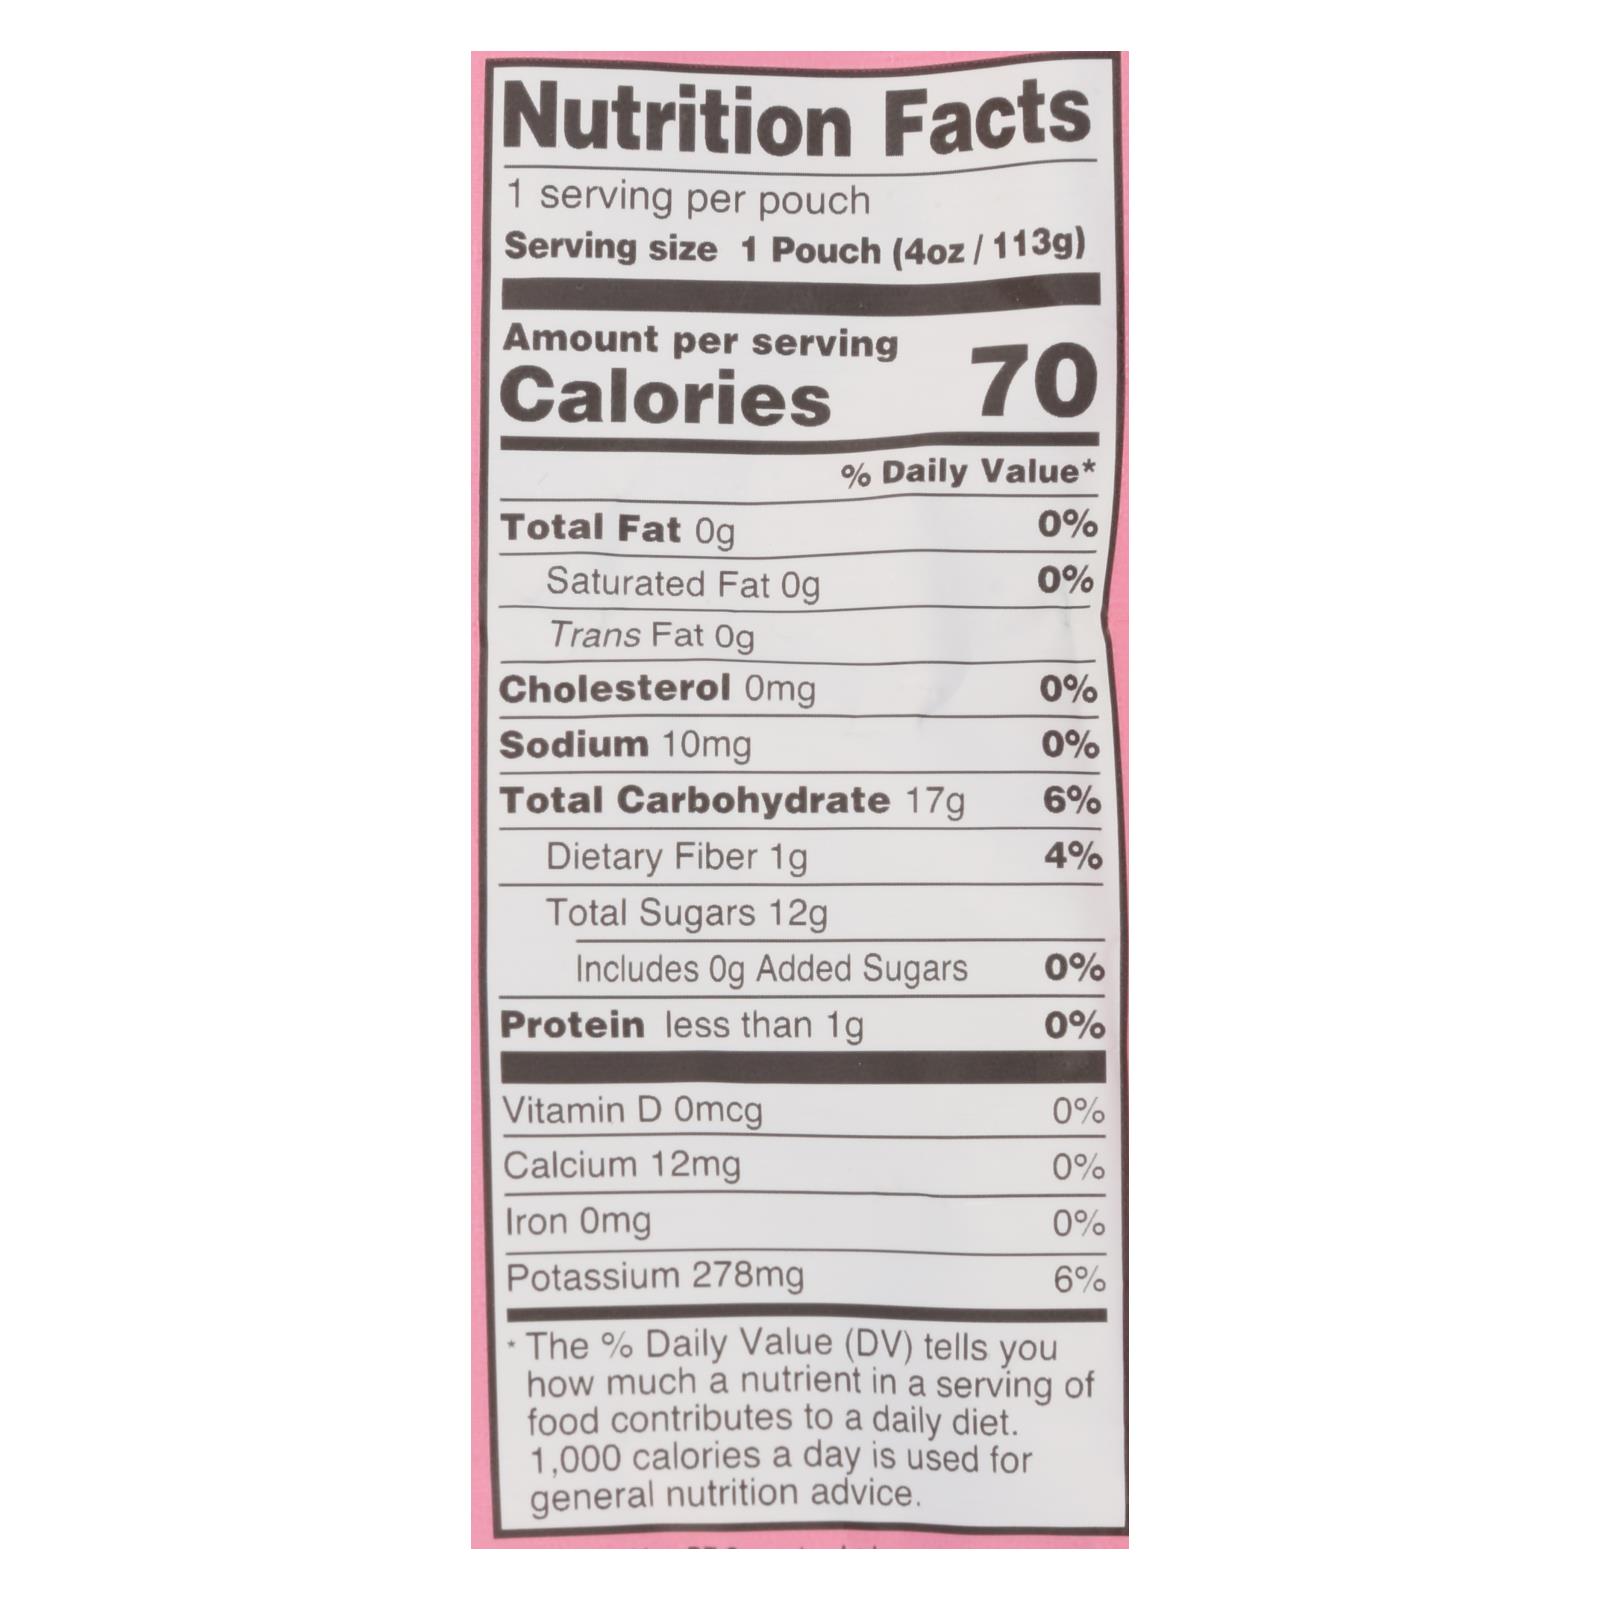 Nutrition Facts
1 serving per pouch
Serving size 1 Pouch (4oz / 113g)
Amount per serving
Calories 70
% Daily Value*
Total Fat 0g 0%
Saturated Fat 0g 0%
Trans Fat 0g
Cholesterol 0mg 0%
Sodium 10mg 0%
Total Carbohydrate 17g 6%
Dietary Fiber 1g 4%
Total Sugars 12g
Includes 0g Added Sugars 0%
Protein less than 1g 0%
Vitamin D 0mcg 0%
Calcium 12mg 0%
Iron 0mg 0%
Potassium 278mg 6%
* The % Daily Value (DV) tells you
how much a nutrient in a serving of
food contributes to a daily diet.
1,000 calories a day is used for
general nutrition advice.